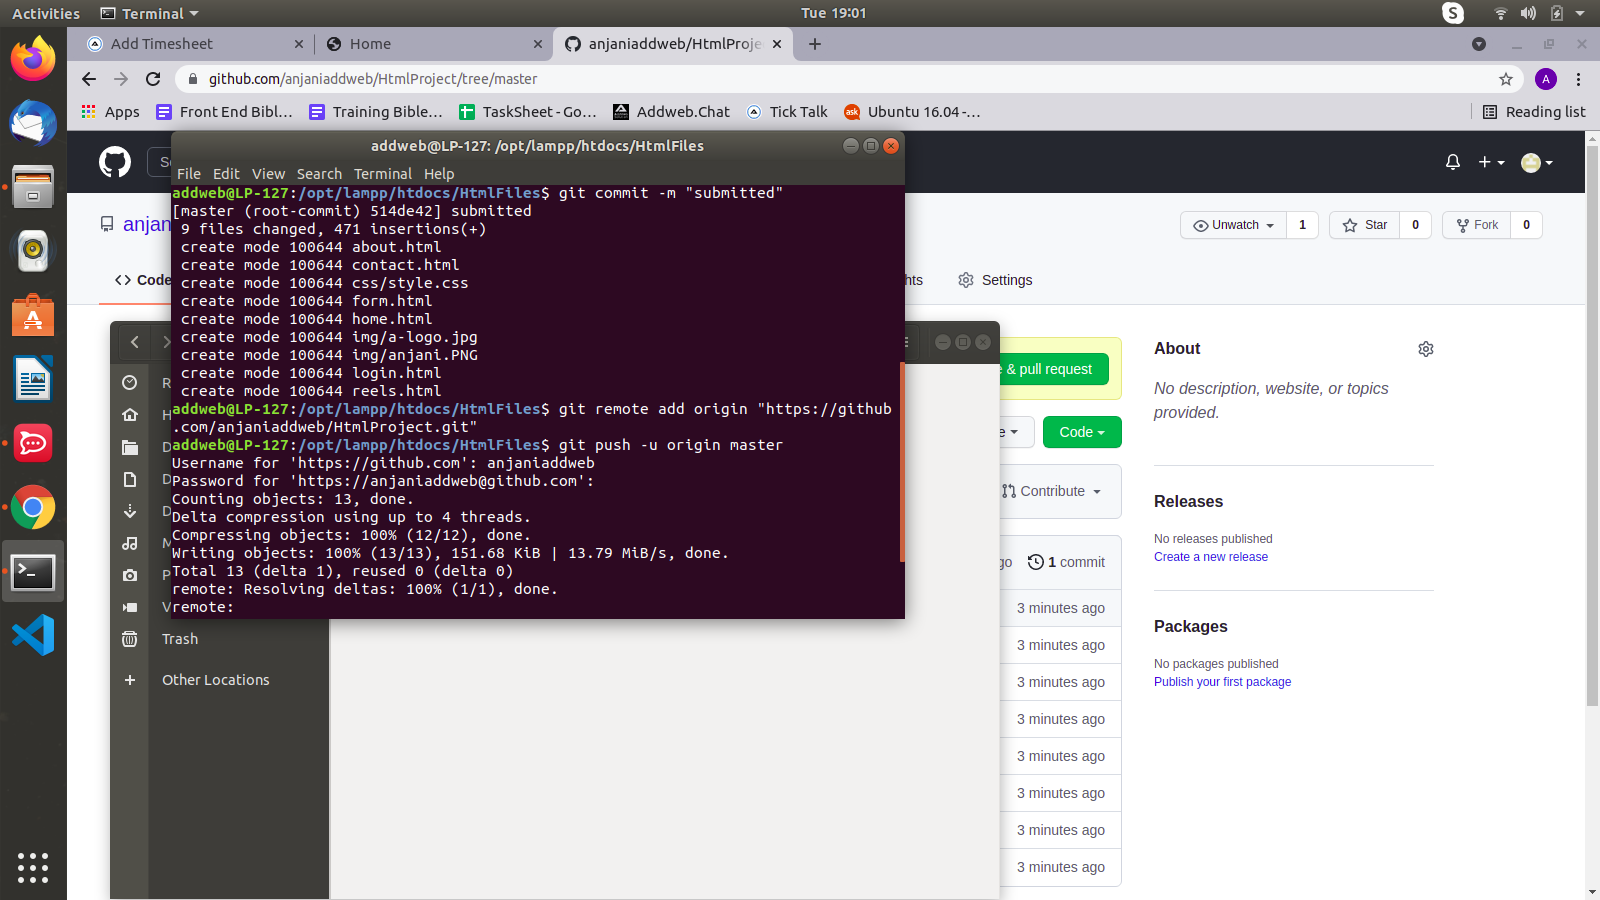 Activities
Terminal
Tue 19:01
Add Timesheet
Home
anjaniaddweb/HtmlProje
github.com/anjaniaddweb/HtmlProject/tree/master
A
Apps
Front End Bibl…
Training Bible…
TaskSheet - Go…
Addweb.Chat
Tick Talk
ask
Ubuntu 16.04 -…
Reading list
addweb@LP-127: /opt/lampp/htdocs/HtmlFiles
File Edit View Search Terminal Help
addweb@LP-127:/opt/lampp/htdocs/HtmlFiles$ git commit -m "submitted"
[master (root-commit) 514de42] submitted
9 files changed, 471 insertions(+)
create mode 100644 about.html
create mode 100644 contact.html
create mode 100644 css/style.css
create mode 100644 form.html
create mode 100644 home.html
create mode 100644 img/a-logo.jpg
create mode 100644 img/anjani.PNG
create mode 100644 login.html
create mode 100644 reels.html
addweb@LP-127:/opt/lampp/htdocs/HtmlFiles$ git remote add origin "https://github
.com/anjaniaddweb/HtmlProject.git"
addweb@LP-127:/opt/lampp/htdocs/HtmlFiles$ git push -u origin master
Username for 'https://github.com': anjaniaddweb
Password for 'https://anjaniaddweb@github.com':
Counting objects: 13, done.
Delta compression using up to 4 threads.
Compressing objects: 100% (12/12), done.
Writing objects: 100% (13/13), 151.68 KiB | 13.79 MiB/s, done.
Total 13 (delta 1), reused 0 (delta 0)
remote: Resolving deltas: 100% (1/1), done.
remote:
anjan
Unwatch 1
Star 0
Fork 0
Code
hts
Settings
& pull request
Code
Contribute
go
1 commit
3 minutes ago
3 minutes ago
3 minutes ago
3 minutes ago
3 minutes ago
3 minutes ago
3 minutes ago
3 minutes ago
About
No description, website, or topics
provided.
Releases
No releases published
Create a new release
Packages
No packages published
Publish your first package
Trash
Other Locations